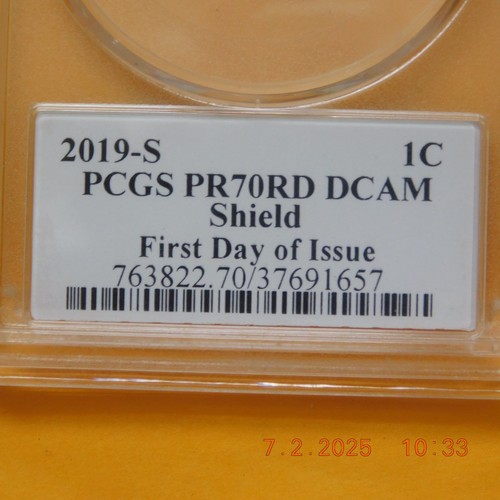 2019-S 1C
PCGS PR70RD DCAM
Shield
First Day of Issue
763822.70/37691657
7.2.2025 10:33